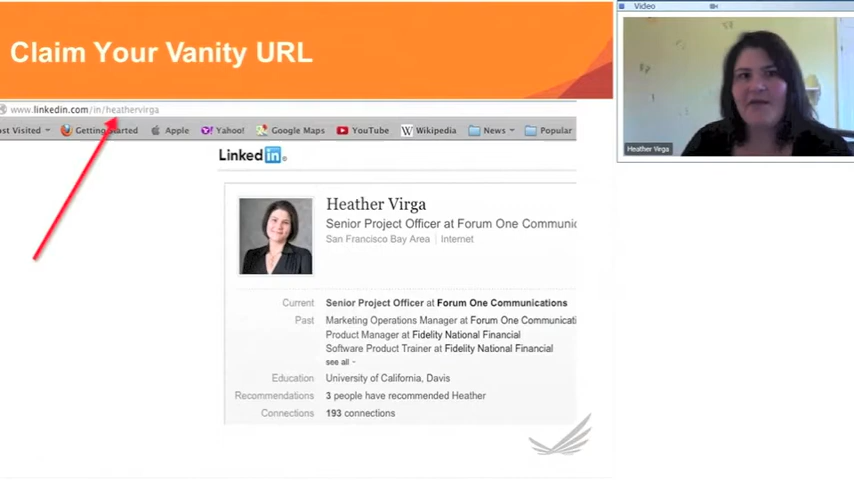 Claim Your Vanity URL
www.linkedin.com/in/heathervirga
st Visited
Getting Started
Apple
Yahoo!
Google Maps
YouTube
Wikipedia
News
Popular
Linked in
Heather Virga
Senior Project Officer at Forum One Communic
San Francisco Bay Area | Internet
Current Senior Project Officer at Forum One Communications
Past Marketing Operations Manager at Forum One Communicati
Product Manager at Fidelity National Financial
Software Product Trainer at Fidelity National Financial
see all
Education University of California, Davis
Recommendations 3 people have recommended Heather
Connections 193 connections
Video
Heather Virga